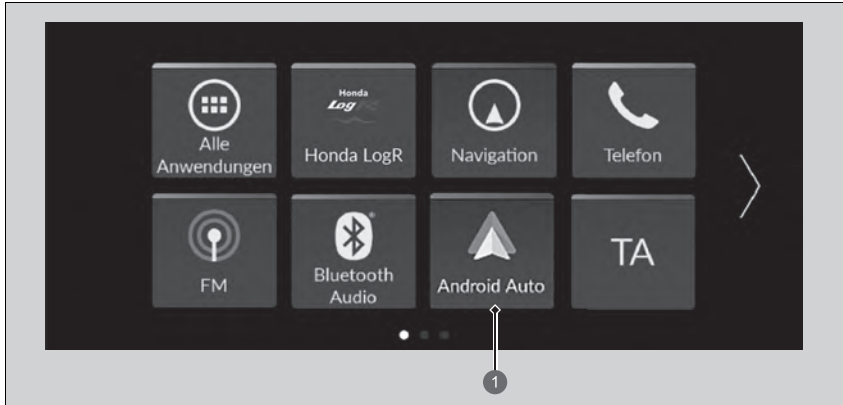 Alle
Anwendungen
Honda
Log
Honda LogR
Navigation
Telefon
FM
Bluetooth
Audio
Android Auto
TA
1